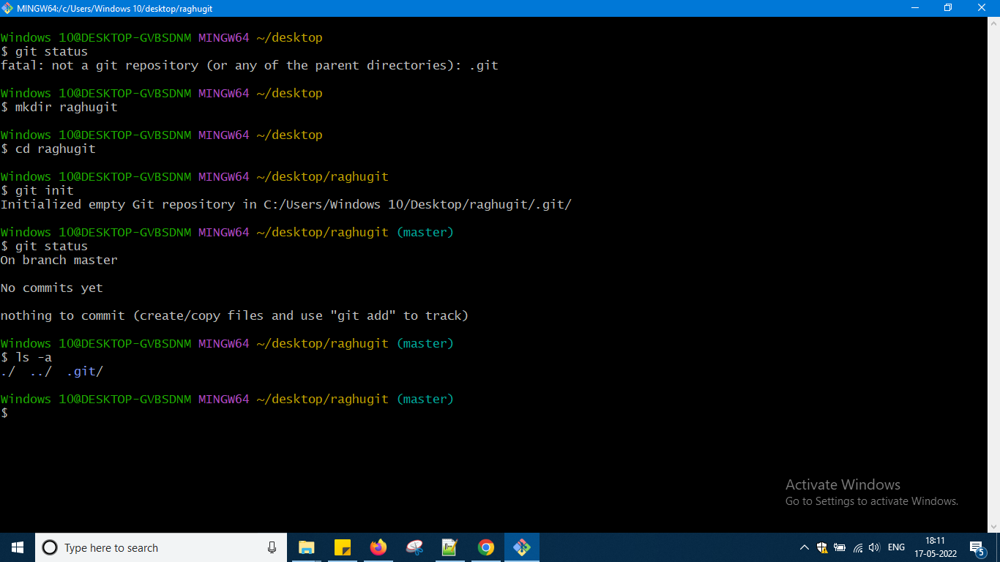 MINGW64:/c/Users/Windows 10/desktop/raghugit
Windows 10@DESKTOP-GVBSDNM MINGW64 ~/desktop
$ git status
fatal: not a git repository (or any of the parent directories): .git
Windows 10@DESKTOP-GVBSDNM MINGW64 ~/desktop
$ mkdir raghugit
Windows 10@DESKTOP-GVBSDNM MINGW64 ~/desktop
$ cd raghugit
Windows 10@DESKTOP-GVBSDNM MINGW64 ~/desktop/raghugit
$ git init
Initialized empty Git repository in C:/Users/Windows 10/Desktop/raghugit/.git/
Windows 10@DESKTOP-GVBSDNM MINGW64 ~/desktop/raghugit (master)
$ git status
On branch master
No commits yet
nothing to commit (create/copy files and use "git add" to track)
Windows 10@DESKTOP-GVBSDNM MINGW64 ~/desktop/raghugit (master)
$ ls -a
./  ../  .git/
Windows 10@DESKTOP-GVBSDNM MINGW64 ~/desktop/raghugit (master)
$
Activate Windows
Go to Settings to activate Windows.
Type here to search
ENG
18:11
17-05-2022
5